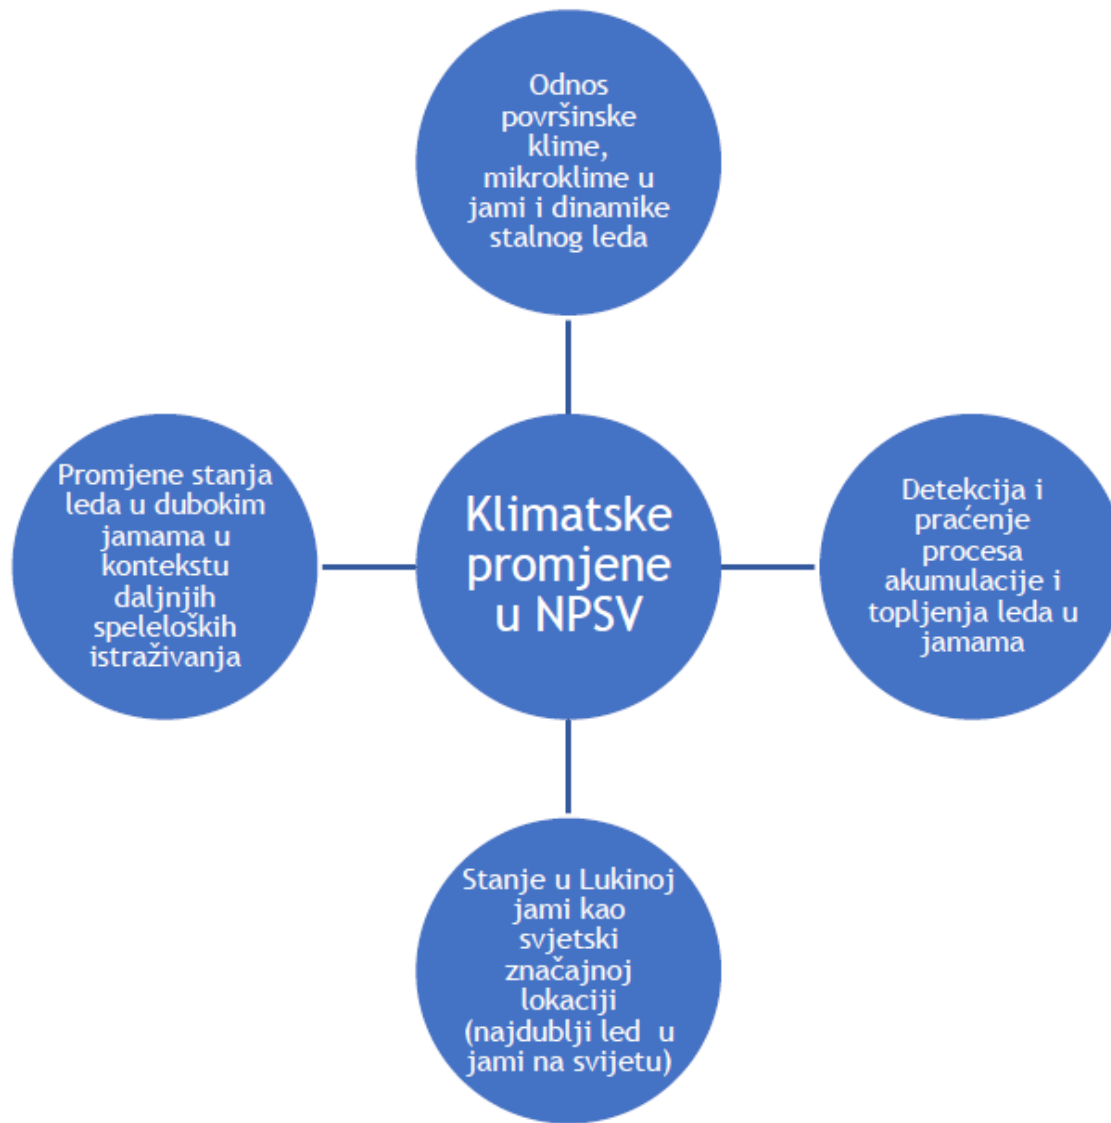 Odnos
površinske
klime,
mikroklime u
jami i dinamike
stalnog leda
Promjene stanja
leda u dubokim
jamama u
kontekstu
daljnjih
speleloških
istraživanja
Klimatske
promjene
u NPSV
Detekcija i
praćenje
procesa
akumulacije i
topljenja leda u
jamama
Stanje u Lukinoj
jami kao
svjetski
značajnoj
lokaciji
(najdublji led u
jami na svijetu)